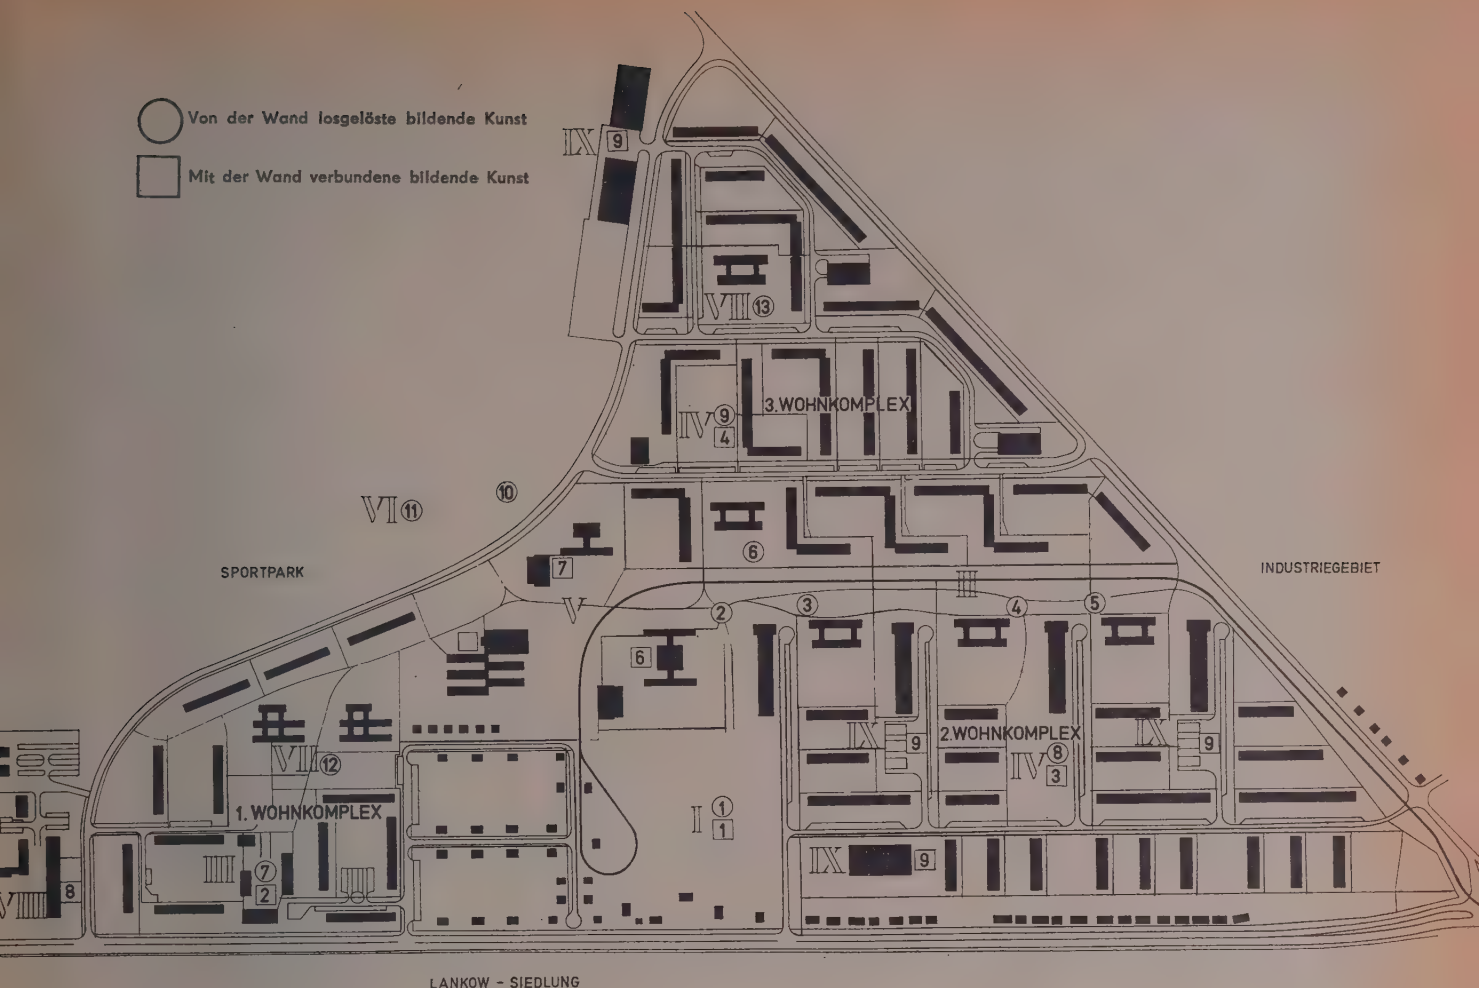 Von der Wand losgelöste bildende Kunst
Mit der Wand verbundene bildende Kunst
IX 9
VIII 13
3. WOHNKOMPLEX
IV 9
4
10
VI 11
6
7
SPORTPARK
INDUSTRIEGEBIET
III
V
2
3
4
5
6
IX 9
2. WOHNKOMPLEX
IX 9
8
IV 3
VIII 12
1. WOHNKOMPLEX
I 1
1
IX 9
IIII 7
2
8
LANKOW - SIEDLUNG